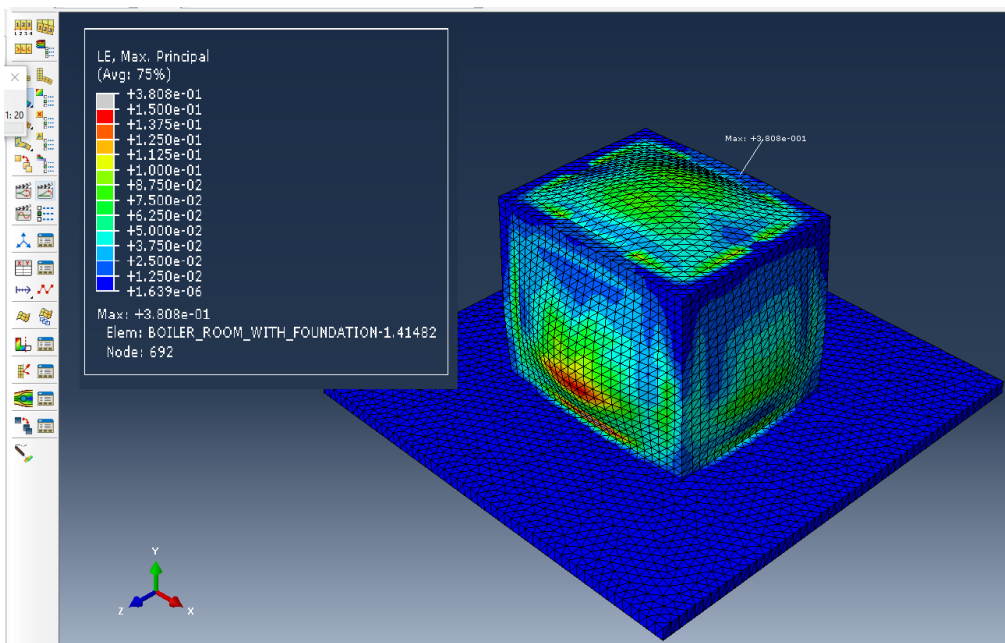 1: 20
LE, Max. Principal
(Avg: 75%)
+3.808e-01
+1.500e-01
+1.375e-01
+1.250e-01
+1.125e-01
+1.000e-01
+8.750e-02
+7.500e-02
+6.250e-02
+5.000e-02
+3.750e-02
+2.500e-02
+1.250e-02
+1.639e-06
Max: +3.808e-01
Elem: BOILER_ROOM_WITH_FOUNDATION-1.41482
Node: 692
Max: +3.808e-001
Y
Z
X